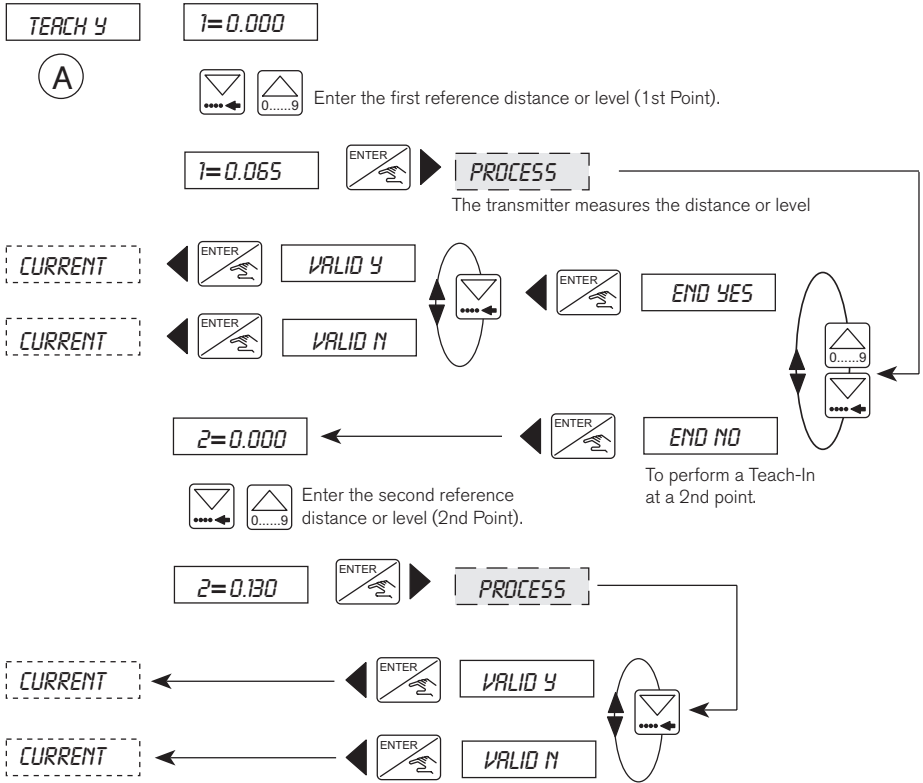 TEACH Y
1=0.000
A
0......9
Enter the first reference distance or level (1st Point).
1=0.065
ENTER
PROCESS
The transmitter measures the distance or level
CURRENT
ENTER
VALID Y
ENTER
END YES
CURRENT
ENTER
VALID N
0......9
2=0.000
ENTER
END NO
To perform a Teach-In
at a 2nd point.
0......9
Enter the second reference
distance or level (2nd Point).
2=0.130
ENTER
PROCESS
CURRENT
ENTER
VALID Y
CURRENT
ENTER
VALID N